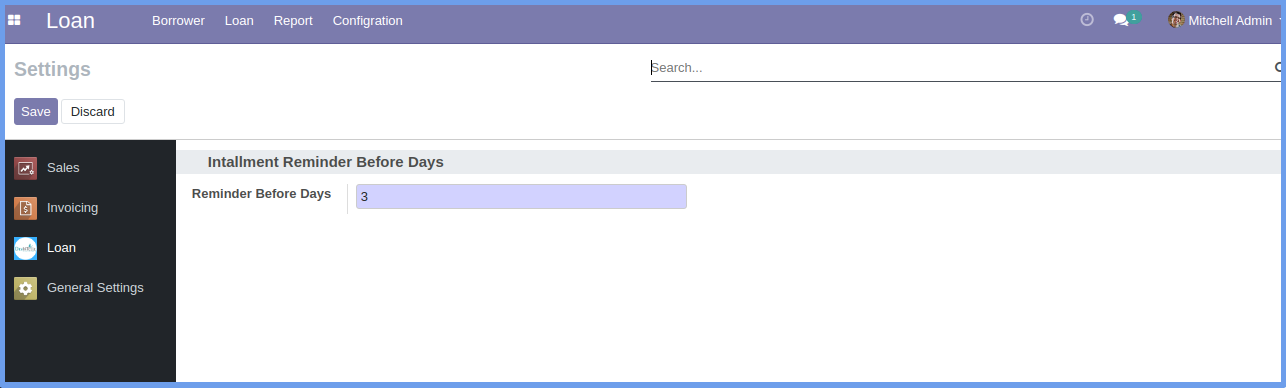 Loan Borrower Loan Report Configration 1 Mitchell Admin
Settings Search...
Save Discard
Sales
Invoicing
Loan
General Settings
Intallment Reminder Before Days
Reminder Before Days 3